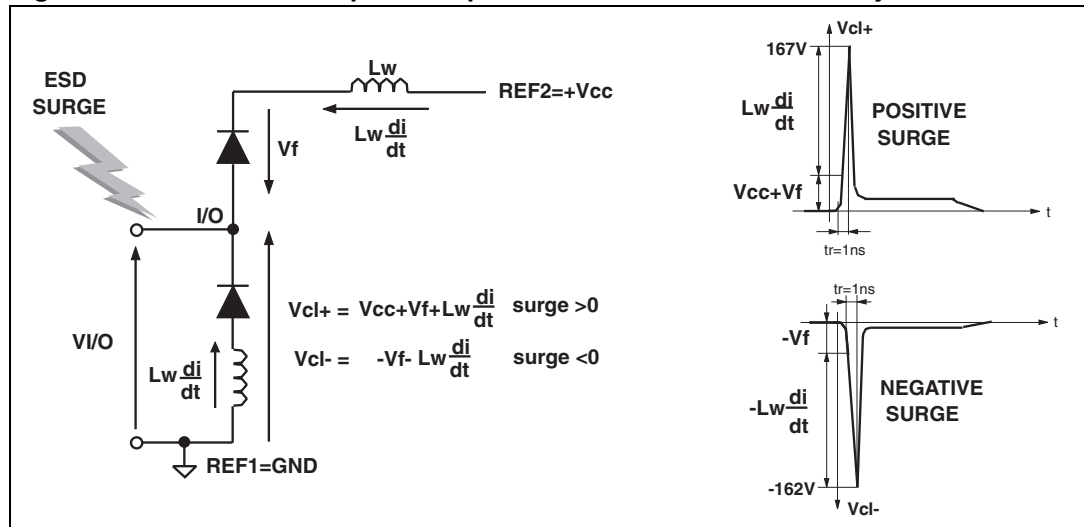 ESD
SURGE
Lw
REF2=+Vcc
Lw di/dt
Vf
I/O
VI/O
Lw di/dt
REF1=GND
Vcl+ = Vcc+Vf+Lw di/dt surge >0
Vcl- = -Vf- Lw di/dt surge <0
Vcl+
167V
Lw di/dt
POSITIVE
SURGE
Vcc+Vf
t
tr=1ns
tr=1ns
t
-Vf
-Lw di/dt
NEGATIVE
SURGE
-162V
Vcl-